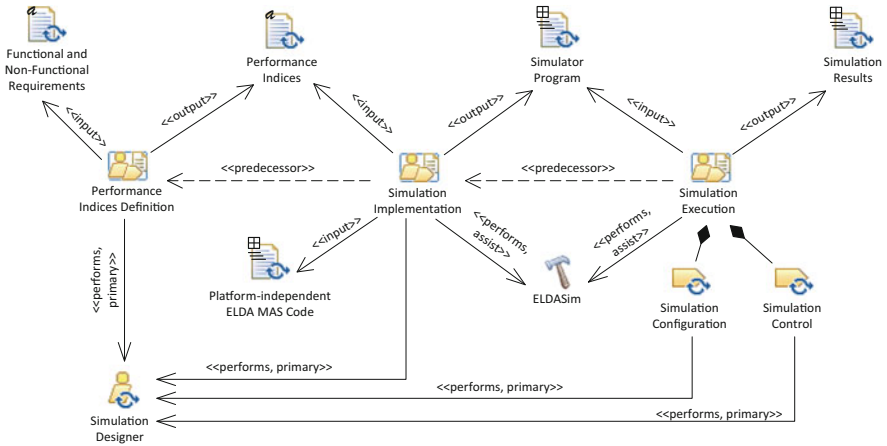 a
a
Functional and
Non-Functional
Requirements
Performance
Indices
Simulator
Program
Simulation
Results
<<input>>
<<output>>
<<input>>
<<output>>
<<input>>
<<output>>
<<predecessor>>
<<predecessor>>
Performance
Indices Definition
Simulation
Implementation
Simulation
Execution
<<performs,
primary>>
<<input>>
<<performs,
assist>>
<<performs,
assist>>
Platform-independent
ELDA MAS Code
ELDASim
Simulation
Configuration
Simulation
Control
<<performs, primary>>
<<performs, primary>>
<<performs, primary>>
Simulation
Designer